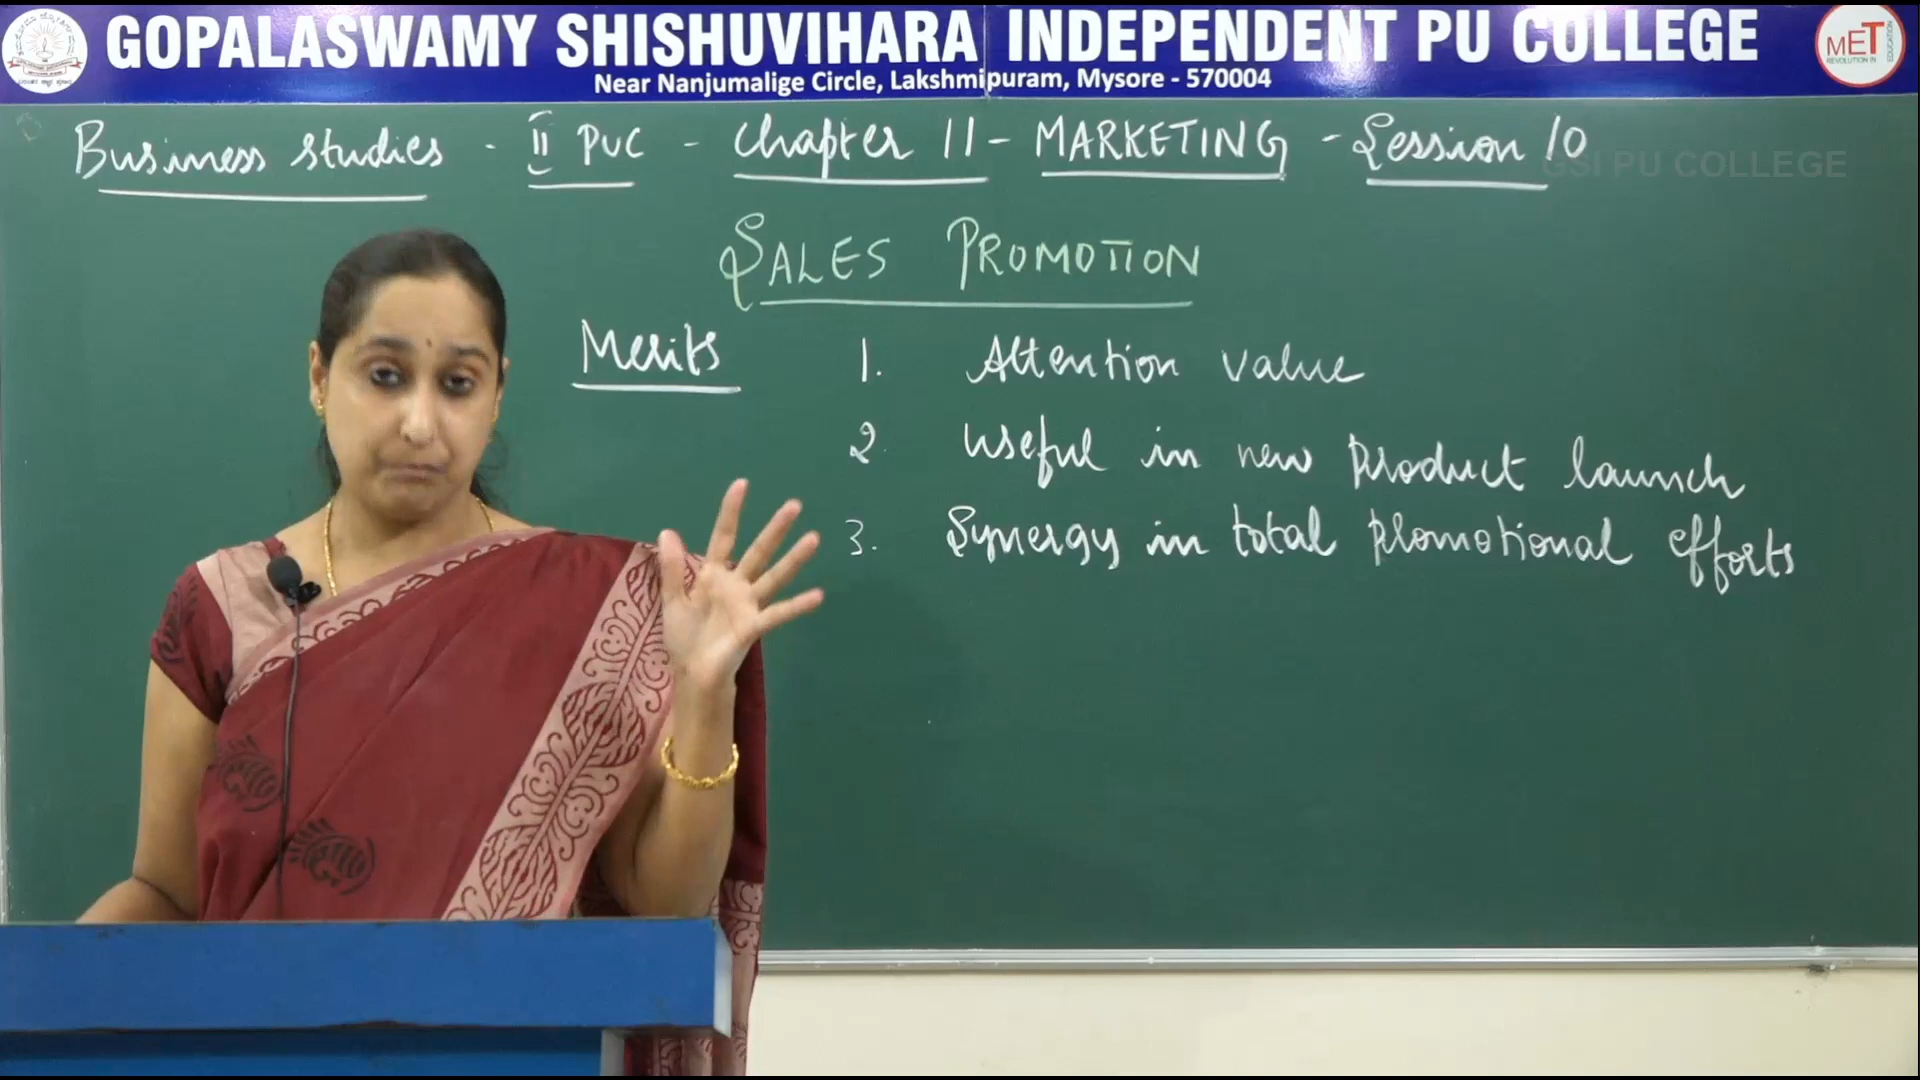 GOPALASWAMY SHISHUVIHARA INDEPENDENT PU COLLEGE
Near Nanjumalige Circle, Lakshmipuram, Mysore - 570004
MET
REVOLUTION IN
Business studies - II PUC - Chapter 11 - MARKETING - Session 10
GSI PU COLLEGE
SALES PROMOTION
Merits 1. Attention value
2. useful in new product launch
3. Synergy in total promotional efforts